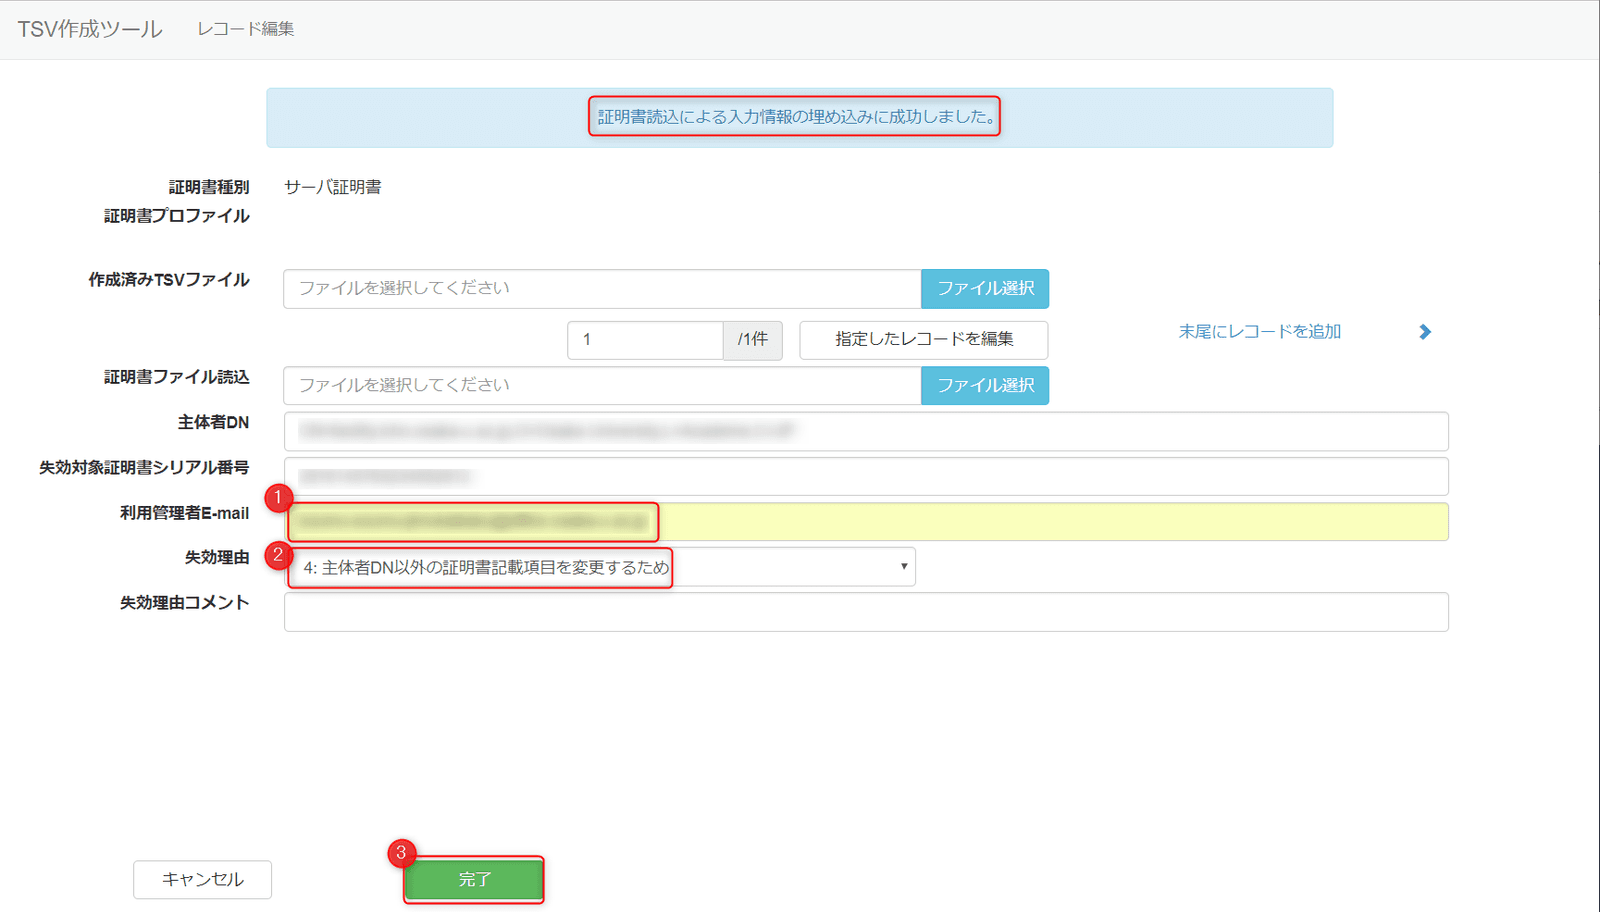 TSV作成ツール レコード編集
証明書読込による入力情報の埋め込みに成功しました。
証明書種別 サーバ証明書
証明書プロファイル
作成済みTSVファイル ファイルを選択してください ファイル選択
1 /1件 指定したレコードを編集 末尾にレコードを追加
証明書ファイル読込 ファイルを選択してください ファイル選択
主体者DN
失効対象証明書シリアル番号
1
利用管理者E-mail
2
失効理由 4: 主体者DN以外の証明書記載項目を変更するため
失効理由コメント
3
キャンセル 完了